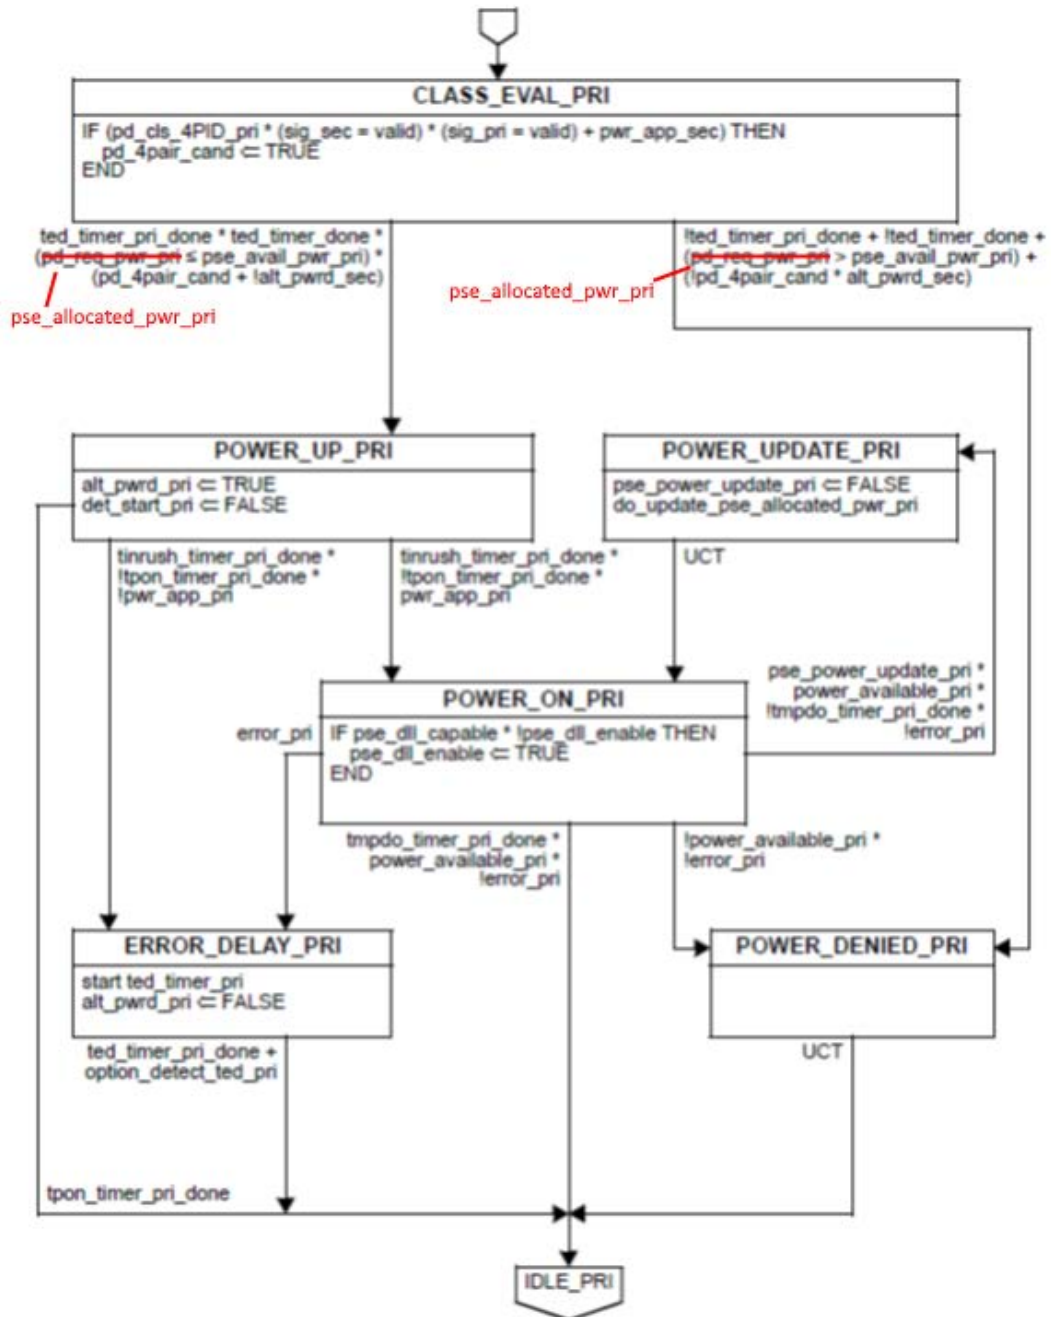 CLASS_EVAL_PRI
IF (pd_cls_4PID_pri * (sig_sec = valid) * (sig_pri = valid) + pwr_app_sec) THEN
pd_4pair_cand ⇐ TRUE
END
ted_timer_pri_done * ted_timer_done *
(pd_req_pwr_pri ≤ pse_avail_pwr_pri) *
(pd_4pair_cand + !alt_pwrd_sec)
pse_allocated_pwr_pri
!ted_timer_pri_done + !ted_timer_done +
(pd_req_pwr_pri > pse_avail_pwr_pri) +
(!pd_4pair_cand * alt_pwrd_sec)
pse_allocated_pwr_pri
POWER_UP_PRI
alt_pwrd_pri ⇐ TRUE
det_start_pri ⇐ FALSE
POWER_UPDATE_PRI
pse_power_update_pri ⇐ FALSE
do_update_pse_allocated_pwr_pri
tinrush_timer_pri_done *
!tpon_timer_pri_done *
!pwr_app_pri
tinrush_timer_pri_done *
!tpon_timer_pri_done *
pwr_app_pri
UCT
POWER_ON_PRI
IF pse_dll_capable * !pse_dll_enable THEN
pse_dll_enable ⇐ TRUE
END
error_pri
pse_power_update_pri *
power_available_pri *
!tmpdo_timer_pri_done *
!error_pri
tmpdo_timer_pri_done *
power_available_pri *
!error_pri
!power_available_pri *
!error_pri
ERROR_DELAY_PRI
start ted_timer_pri
alt_pwrd_pri ⇐ FALSE
POWER_DENIED_PRI
ted_timer_pri_done +
option_detect_ted_pri
UCT
tpon_timer_pri_done
IDLE_PRI